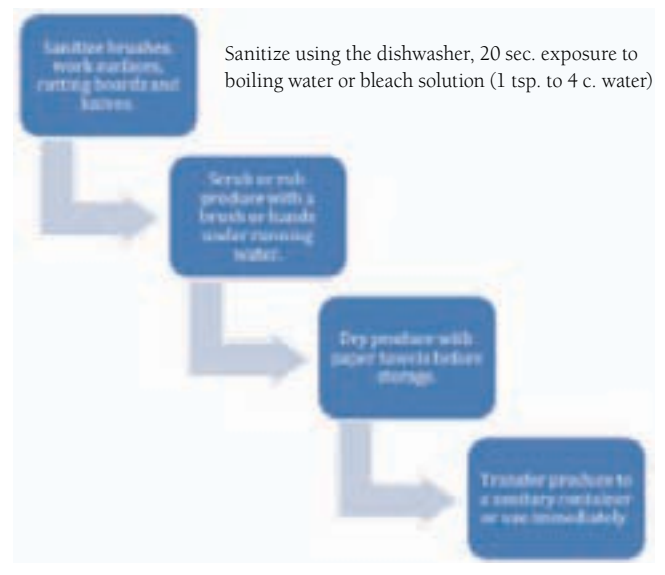 Sanitize brushes,
work surfaces,
cutting boards and
knives.
Sanitize using the dishwasher, 20 sec. exposure to
boiling water or bleach solution (1 tsp. to 4 c. water)
Scrub or rub
produce with a
brush or hands
under running
water.
Dry produce with
paper towels before
storage.
Transfer produce to
a sanitary container
or use immediately